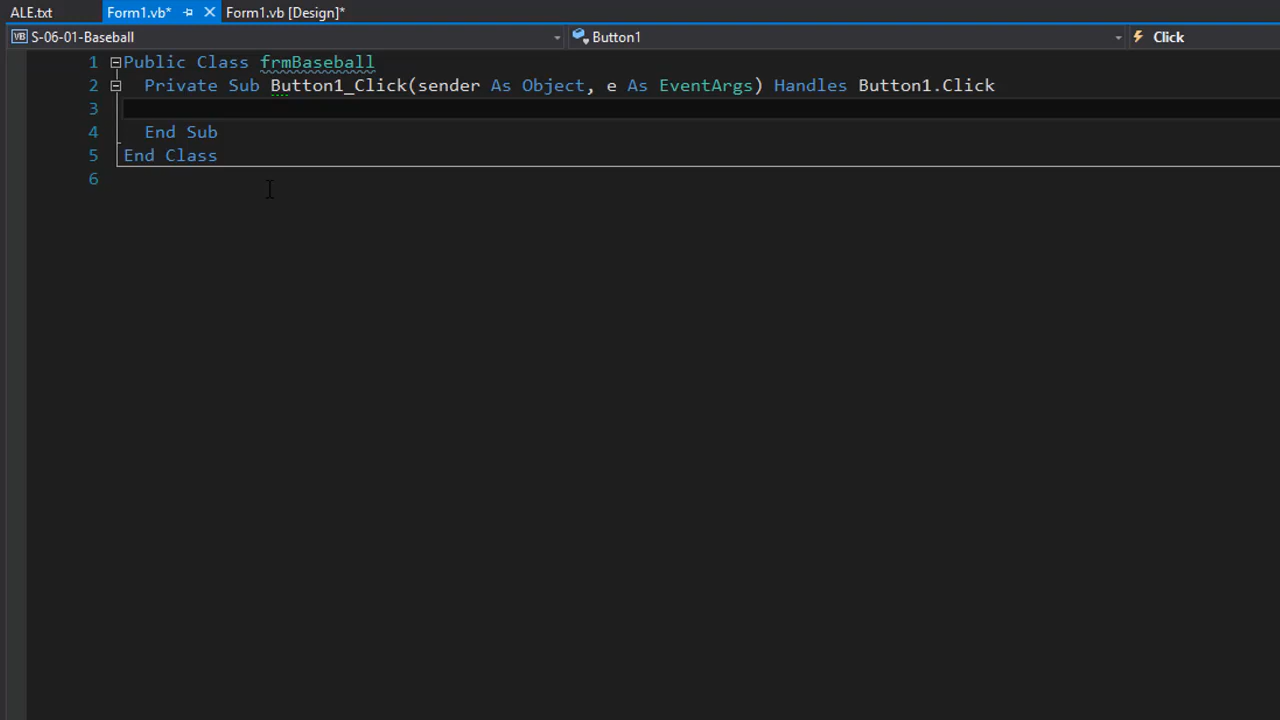 ALE.txt Form1.vb* Form1.vb [Design]*
VB S-06-01-Baseball Button1 Click
1 Public Class frmBaseball
2 Private Sub Button1_Click(sender As Object, e As EventArgs) Handles Button1.Click
3
4 End Sub
5 End Class
6